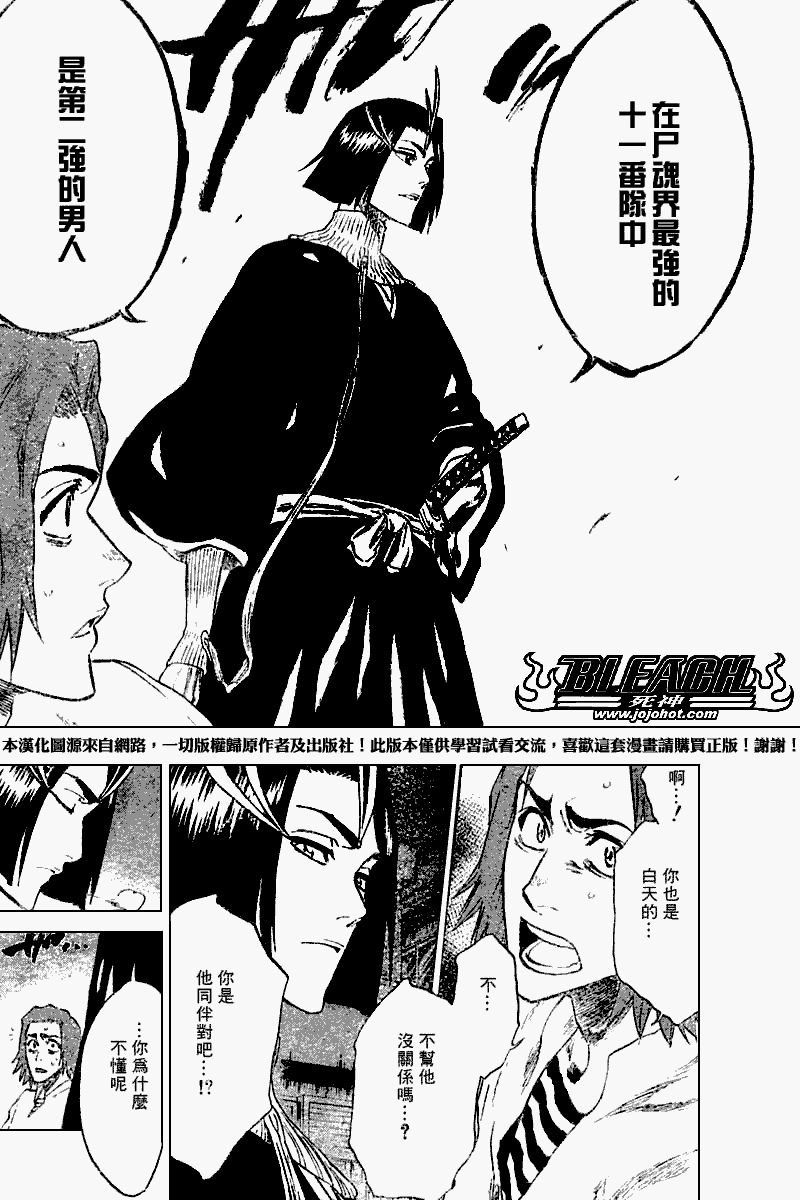 在尸魂界最強的
十一番隊中
是第二強的男人
BLEACH
死神
www.jojohot.com
本漢化圖源來自網路，一切版權歸原作者及出版社！此版本僅供學習試看交流，喜歡這套漫畫請購買正版！謝謝！
啊…！
你也是
白天的…
不…
不幫他
沒關係嗎…？
你是
他同伴對吧…！？
…你為什麼
不懂呢